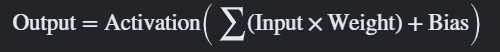 Output = Activation( ∑(Input × Weight) + Bias )